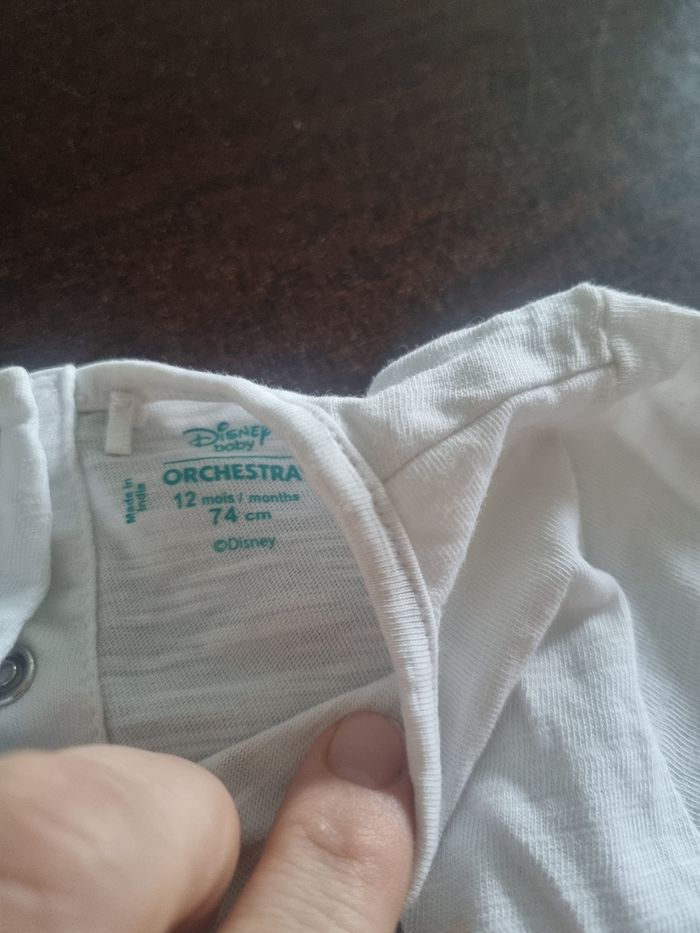 Disney
baby
ORCHESTRA
12 mois / months
74 cm
©Disney
Made in
India